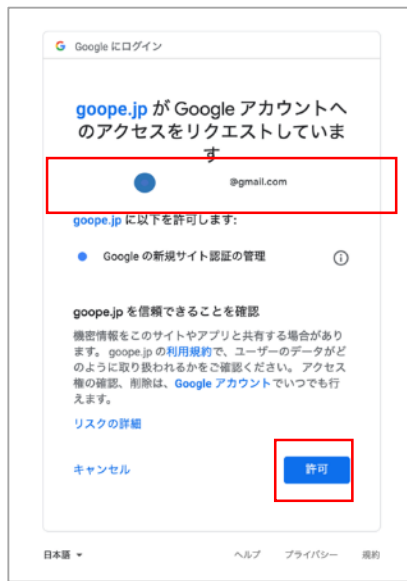 G Google にログイン
goope.jp が Google アカウントへ
のアクセスをリクエストしていま
す
@gmail.com
goope.jp に以下を許可します:
Google の新規サイト認証の管理
goope.jp を信頼できることを確認
機密情報をこのサイトやアプリと共有する場合があり
ます。 goope.jp の利用規約で、ユーザーのデータがど
のように取り扱われるかをご確認ください。 アクセス
権の確認、削除は、Google アカウントでいつでも行
えます。
リスクの詳細
キャンセル
許可
日本語
ヘルプ プライバシー 規約